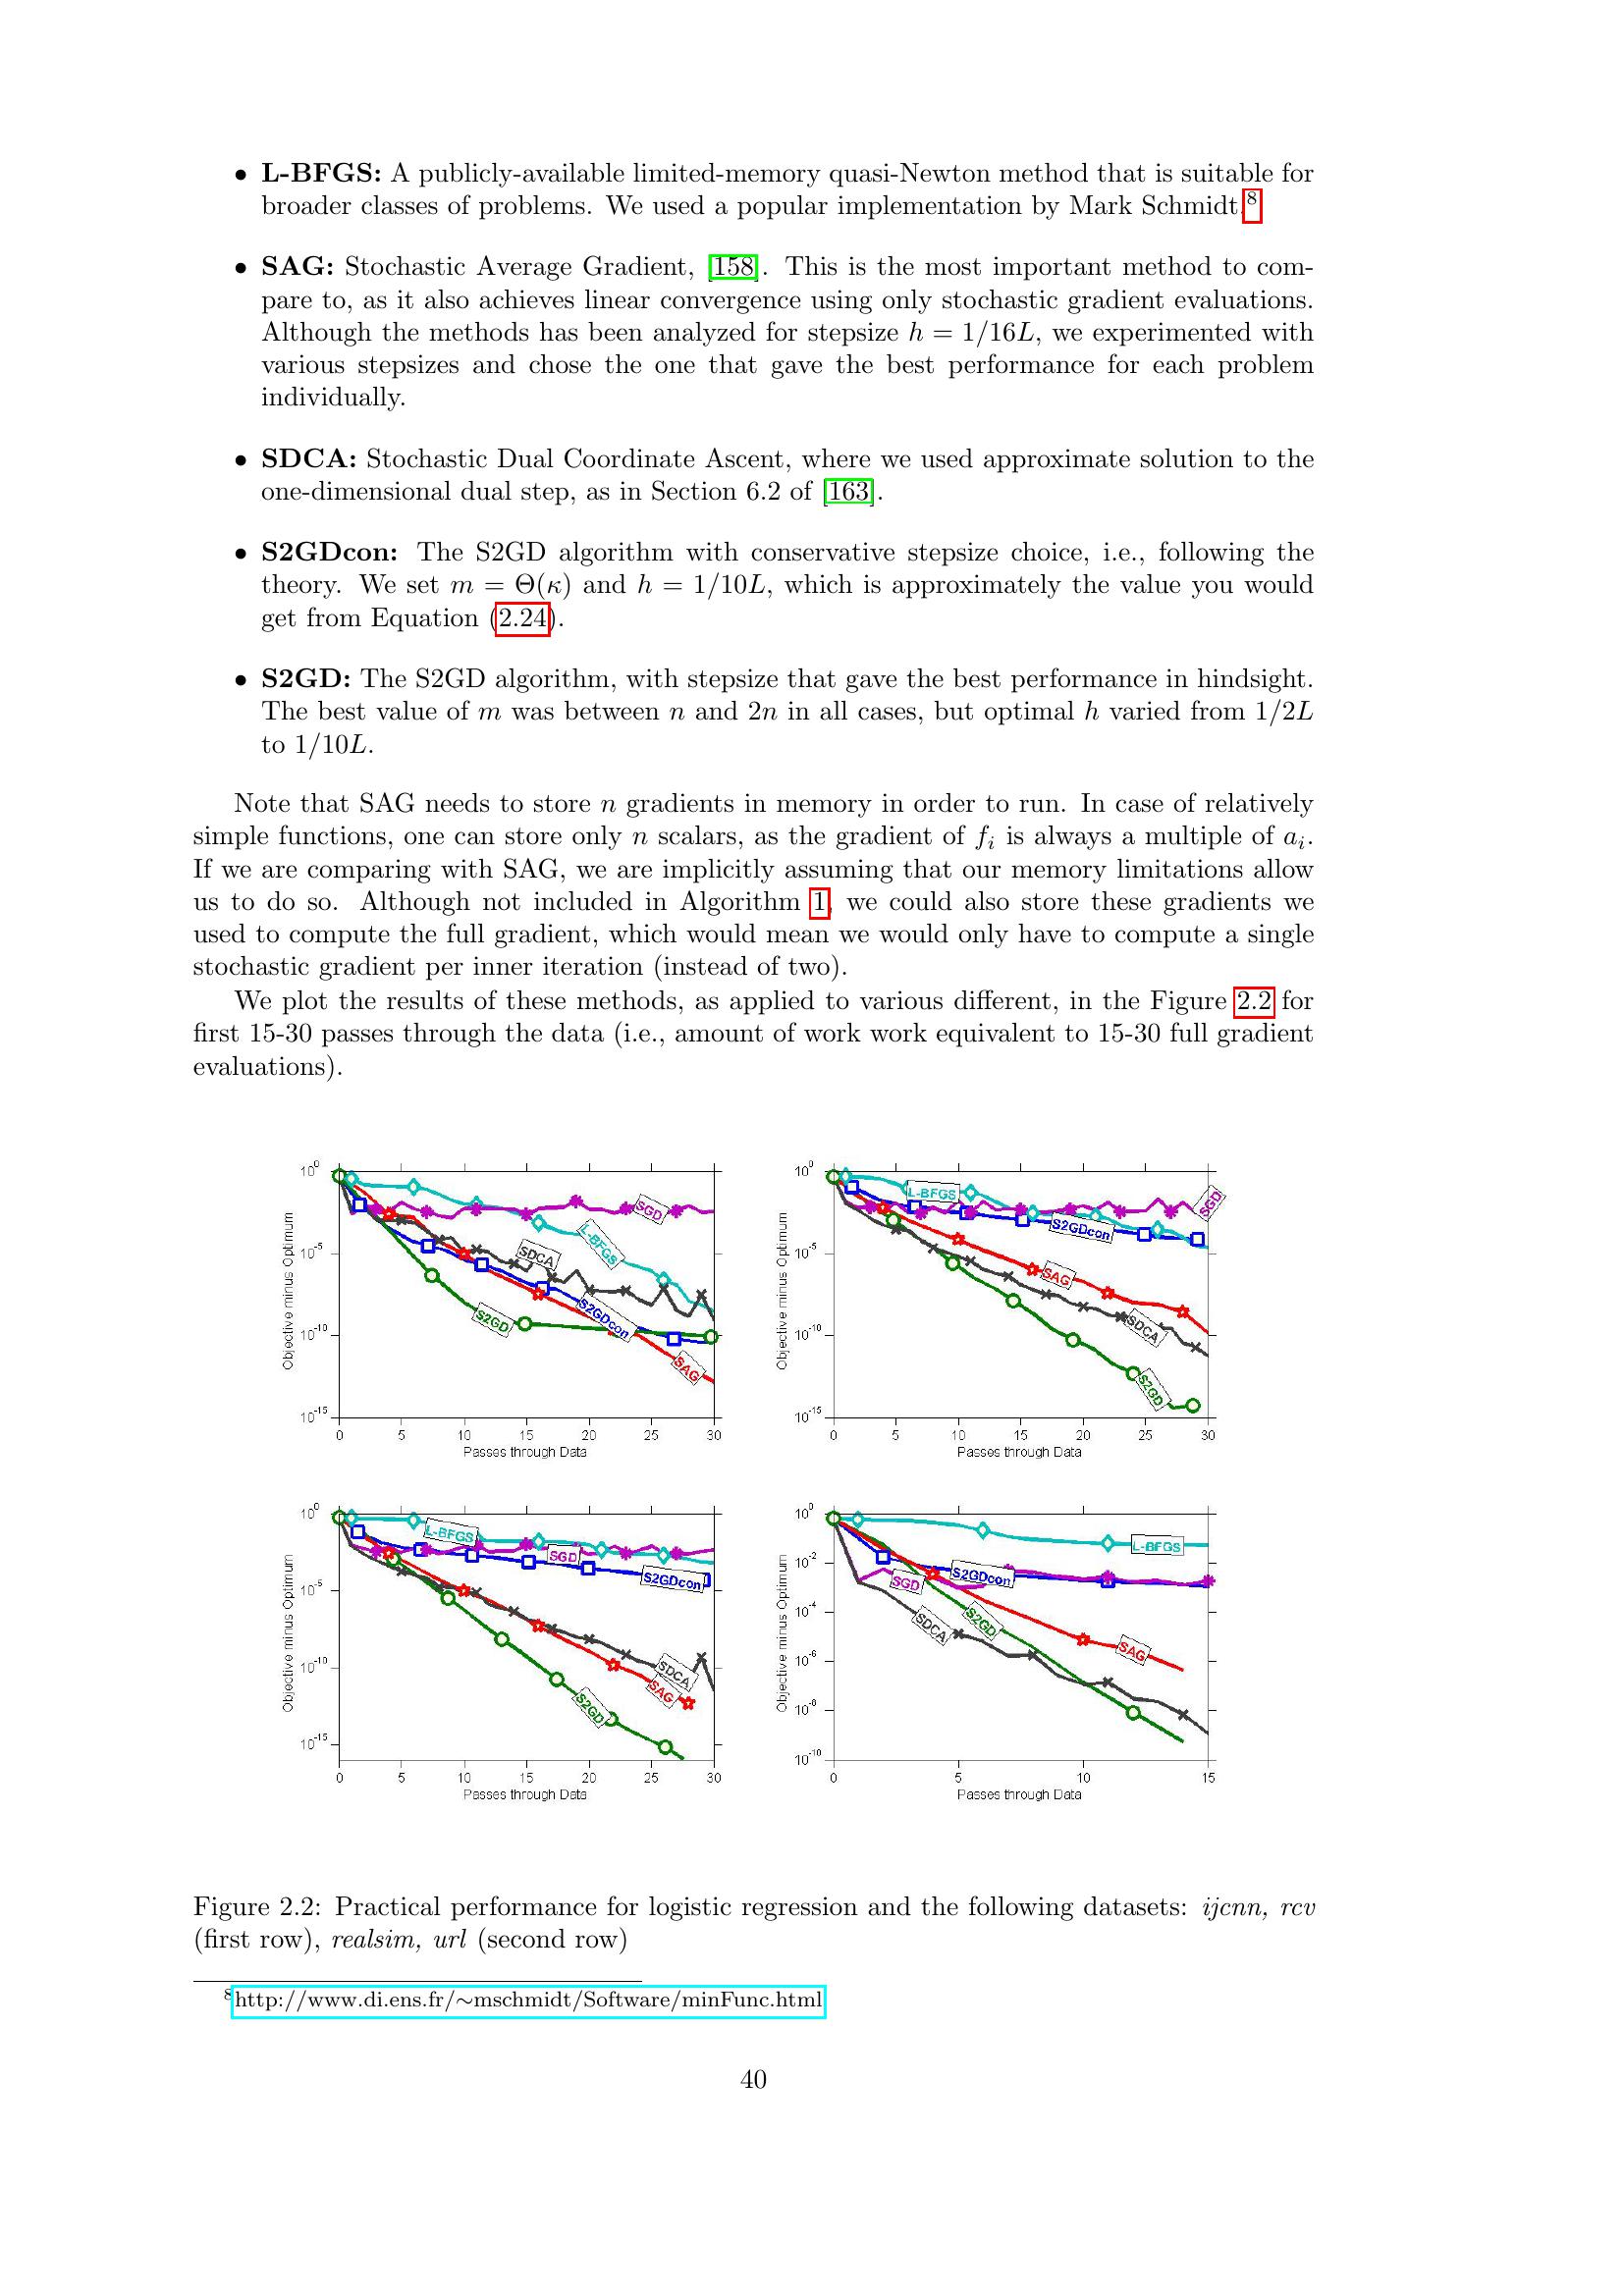 • L-BFGS: A publicly-available limited-memory quasi-Newton method that is suitable for
broader classes of problems. We used a popular implementation by Mark Schmidt.8
• SAG: Stochastic Average Gradient, [158]. This is the most important method to com-
pare to, as it also achieves linear convergence using only stochastic gradient evaluations.
Although the methods has been analyzed for stepsize h = 1/16L, we experimented with
various stepsizes and chose the one that gave the best performance for each problem
individually.
• SDCA: Stochastic Dual Coordinate Ascent, where we used approximate solution to the
one-dimensional dual step, as in Section 6.2 of [163].
• S2GDcon: The S2GD algorithm with conservative stepsize choice, i.e., following the
theory. We set m = Θ(κ) and h = 1/10L, which is approximately the value you would
get from Equation (2.24).
• S2GD: The S2GD algorithm, with stepsize that gave the best performance in hindsight.
The best value of m was between n and 2n in all cases, but optimal h varied from 1/2L
to 1/10L.
Note that SAG needs to store n gradients in memory in order to run. In case of relatively
simple functions, one can store only n scalars, as the gradient of fi is always a multiple of ai.
If we are comparing with SAG, we are implicitly assuming that our memory limitations allow
us to do so. Although not included in Algorithm 1, we could also store these gradients we
used to compute the full gradient, which would mean we would only have to compute a single
stochastic gradient per inner iteration (instead of two).
We plot the results of these methods, as applied to various different, in the Figure 2.2 for
first 15-30 passes through the data (i.e., amount of work work equivalent to 15-30 full gradient
evaluations).
Objective minus Optimum
10^0
10^-5
10^-10
10^-15
SGD
L-BFGS
SDCA
S2GDcon
S2GD
SAG
0 5 10 15 20 25 30
Passes through Data
Objective minus Optimum
10^0
10^-5
10^-10
10^-15
L-BFGS
SGD
S2GDcon
SAG
SDCA
S2GD
0 5 10 15 20 25 30
Passes through Data
Objective minus Optimum
10^0
10^-5
10^-10
10^-15
L-BFGS
SGD
S2GDcon
SDCA
SAG
S2GD
0 5 10 15 20 25 30
Passes through Data
Objective minus Optimum
10^0
10^-2
10^-4
10^-6
10^-8
10^-10
L-BFGS
S2GDcon
SGD
S2GD
SDCA
SAG
0 5 10 15
Passes through Data
Figure 2.2: Practical performance for logistic regression and the following datasets: ijcnn, rcv
(first row), realsim, url (second row)
8http://www.di.ens.fr/~mschmidt/Software/minFunc.html
40